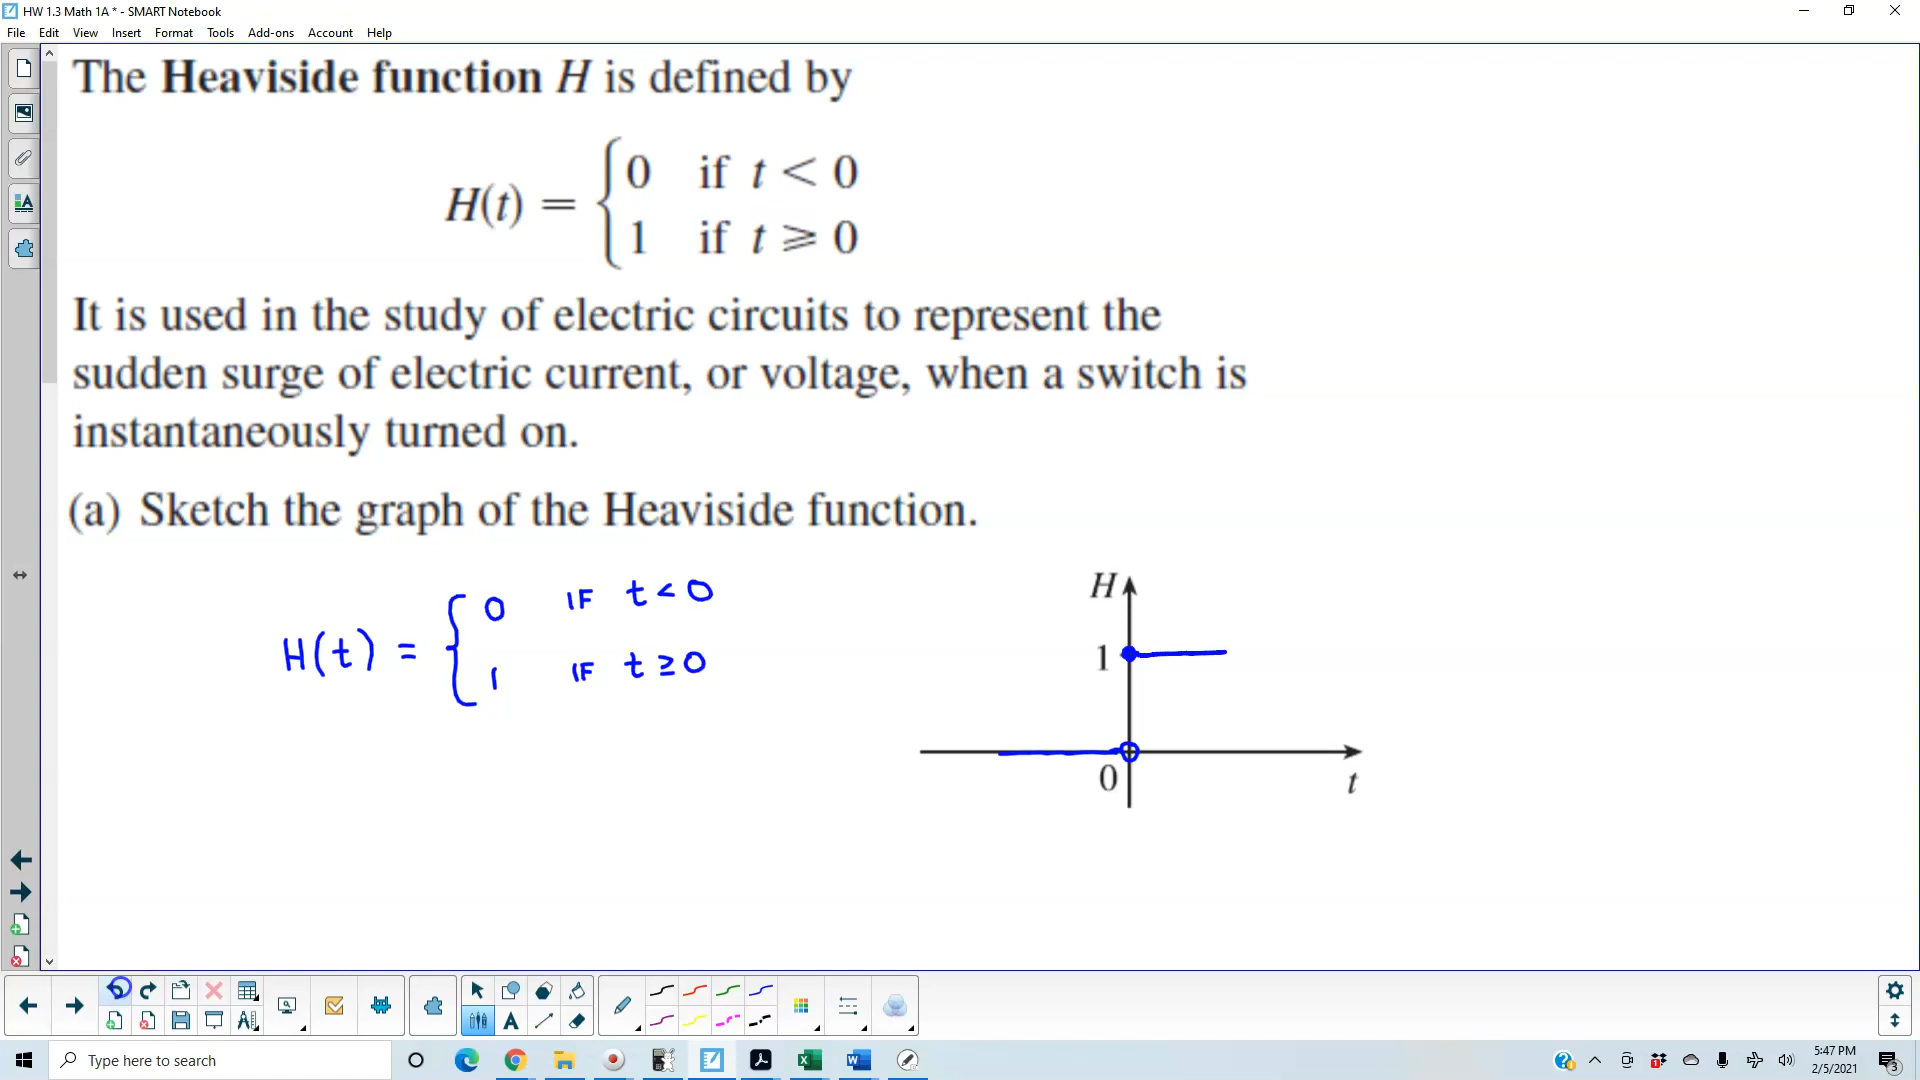 HW 1.3 Math 1A * - SMART Notebook
File Edit View Insert Format Tools Add-ons Account Help
The Heaviside function H is defined by
H(t) = { 0 if t < 0
1 if t ⩾ 0
It is used in the study of electric circuits to represent the
sudden surge of electric current, or voltage, when a switch is
instantaneously turned on.
(a) Sketch the graph of the Heaviside function.
H(t) = { 0 IF t < 0
1 IF t ≥ 0
H
1
0
t
Type here to search
5:47 PM
2/5/2021